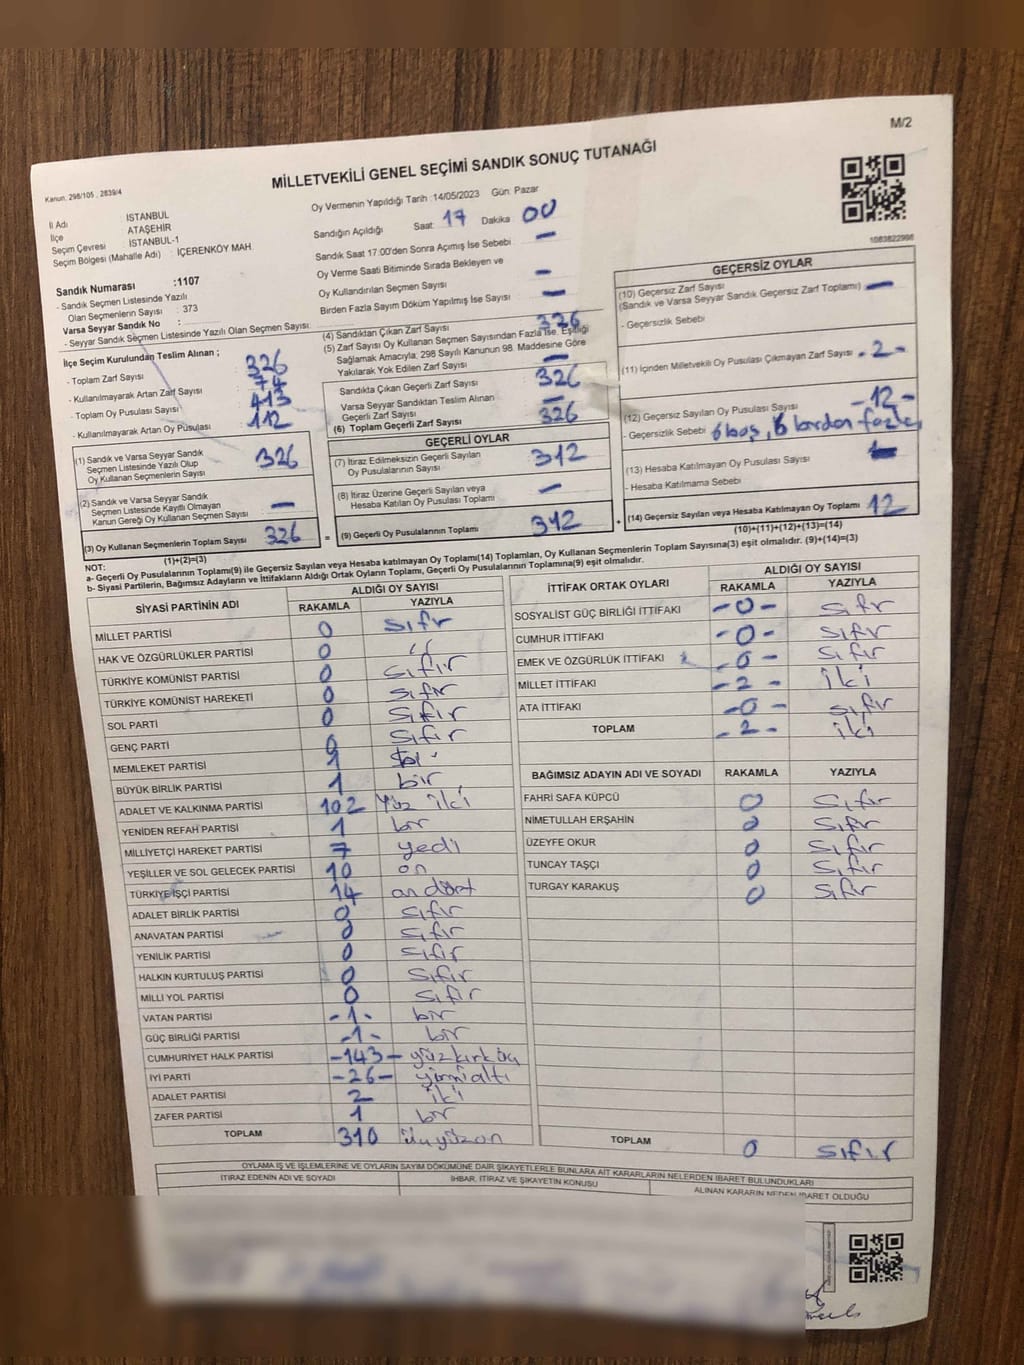 M/2
Kanun, 298/105 , 2839/4
MİLLETVEKİLİ GENEL SEÇİMİ SANDIK SONUÇ TUTANAĞI
İl Adı : İSTANBUL
İlçe : ATAŞEHİR
Seçim Çevresi : İSTANBUL-1
Seçim Bölgesi (Mahalle Adı) : İÇERENKÖY MAH.
Sandık Numarası :1107
- Sandık Seçmen Listesinde Yazılı
Olan Seçmenlerin Sayısı : 373
Varsa Seyyar Sandık No :
- Seyyar Sandık Seçmen Listesinde Yazılı Olan Seçmen Sayısı:
Oy Vermenin Yapıldığı Tarih :14/05/2023 Gün: Pazar
Sandığın Açıldığı Saat: 17 Dakika: 00
Sandık Saat 17:00'den Sonra Açımış İse Sebebi : —
Oy Verme Saati Bitiminde Sırada Bekleyen ve
Oy Kullandırılan Seçmen Sayısı : —
Birden Fazla Sayım Döküm Yapılmış İse Sayısı : —
1083822998
İlçe Seçim Kurulundan Teslim Alınan ;
- Toplam Zarf Sayısı : 326
- Kullanılmayarak Artan Zarf Sayısı : 74
- Toplam Oy Pusulası Sayısı : 413
- Kullanılmayarak Artan Oy Pusulası : 112
(1) Sandık ve Varsa Seyyar Sandık
Seçmen Listesinde Yazılı Olup
Oy Kullanan Seçmenlerin Sayısı 326
(2) Sandık ve Varsa Seyyar Sandık
Seçmen Listesinde Kayıtlı Olmayan
Kanun Gereği Oy Kullanan Seçmen Sayısı —
(3) Oy Kullanan Seçmenlerin Toplam Sayısı 326
(1)+(2)=(3)
(4) Sandıktan Çıkan Zarf Sayısı 326
(5) Zarf Sayısı Oy Kullanan Seçmen Sayısından Fazla İse, Eşitliği
Sağlamak Amacıyla; 298 Sayılı Kanunun 98. Maddesine Göre
Yakılarak Yok Edilen Zarf Sayısı —
Sandıkta Çıkan Geçerli Zarf Sayısı 326
Varsa Seyyar Sandıktan Teslim Alınan
Geçerli Zarf Sayısı —
(6) Toplam Geçerli Zarf Sayısı 326
GEÇERLİ OYLAR
(7) İtiraz Edilmeksizin Geçerli Sayılan
Oy Pusulalarının Sayısı 312
(8) İtiraz Üzerine Geçerli Sayılan veya
Hesaba Katılan Oy Pusulası Toplamı —
= (9) Geçerli Oy Pusulalarının Toplamı 312
GEÇERSİZ OYLAR
(10) Geçersiz Zarf Sayısı
(Sandık ve Varsa Seyyar Sandık Geçersiz Zarf Toplamı) —
- Geçersizlik Sebebi
(11) İçinden Milletvekili Oy Pusulası Çıkmayan Zarf Sayısı - 2 -
(12) Geçersiz Sayılan Oy Pusulası Sayısı - 12 -
- Geçersizlik Sebebi 6 boş, 6 birden fazla
(13) Hesaba Katılmayan Oy Pusulası Sayısı
- Hesaba Katılmama Sebebi
+ (14) Geçersiz Sayılan veya Hesaba Katılmayan Oy Toplamı 12
(10)+(11)+(12)+(13)=(14)
NOT:
a- Geçerli Oy Pusulalarının Toplamı(9) ile Geçersiz Sayılan veya Hesaba katılmayan Oy Toplamı(14) Toplamları, Oy Kullanan Seçmenlerin Toplam Sayısına(3) eşit olmalıdır. (9)+(14)=(3)
b- Siyasi Partilerin, Bağımsız Adayların ve İttifakların Aldığı Ortak Oyların Toplamı, Geçerli Oy Pusulalarının Toplamına(9) eşit olmalıdır.
SİYASİ PARTİNİN ADI ALDIĞI OY SAYISI
RAKAMLA YAZIYLA
MİLLET PARTİSİ 0 sıfır
HAK VE ÖZGÜRLÜKLER PARTİSİ 0 "
TÜRKİYE KOMÜNİST PARTİSİ 0 sıfır
TÜRKİYE KOMÜNİST HAREKETİ 0 sıfır
SOL PARTİ 0 sıfır
GENÇ PARTİ 0 sıfır
MEMLEKET PARTİSİ 1
BÜYÜK BİRLİK PARTİSİ 1 bir
ADALET VE KALKINMA PARTİSİ 102 Yüz iki
YENİDEN REFAH PARTİSİ 1 bir
MİLLİYETÇİ HAREKET PARTİSİ 7 yedi
YEŞİLLER VE SOL GELECEK PARTİSİ 10 on
TÜRKİYE İŞÇİ PARTİSİ 14 on dört
ADALET BİRLİK PARTİSİ 0 sıfır
ANAVATAN PARTİSİ 0 sıfır
YENİLİK PARTİSİ 0 sıfır
HALKIN KURTULUŞ PARTİSİ 0 sıfır
MİLLİ YOL PARTİSİ 0 sıfır
VATAN PARTİSİ -1- bir
GÜÇ BİRLİĞİ PARTİSİ -1- bir
CUMHURİYET HALK PARTİSİ -143- yüzkırk üç
İYİ PARTİ -26- yirmialtı
ADALET PARTİSİ 2 iki
ZAFER PARTİSİ 1 bir
TOPLAM 310 üçyüzon
İTTİFAK ORTAK OYLARI ALDIĞI OY SAYISI
RAKAMLA YAZIYLA
SOSYALİST GÜÇ BİRLİĞİ İTTİFAKI -0- sıfır
CUMHUR İTTİFAKI -0- sıfır
EMEK VE ÖZGÜRLÜK İTTİFAKI -0- sıfır
MİLLET İTTİFAKI -2- iki
ATA İTTİFAKI -0- sıfır
TOPLAM -2- iki
BAĞIMSIZ ADAYIN ADI VE SOYADI RAKAMLA YAZIYLA
FAHRİ SAFA KÜPCÜ 0 sıfır
NİMETULLAH ERŞAHİN 0 sıfır
ÜZEYFE OKUR 0 sıfır
TUNCAY TAŞÇI 0 sıfır
TURGAY KARAKUŞ 0 sıfır
TOPLAM 0 sıfır
OYLAMA İŞ VE İŞLEMLERİNE VE OYLARIN SAYIM DÖKÜMÜNE DAİR ŞİKAYETLERLE BUNLARA AİT KARARLARIN NELERDEN İBARET BULUNDUKLARI
İTİRAZ EDENİN ADI VE SOYADI İHBAR, İTİRAZ VE ŞİKAYETİN KONUSU ALINAN KARARIN NEDEN İBARET OLDUĞU